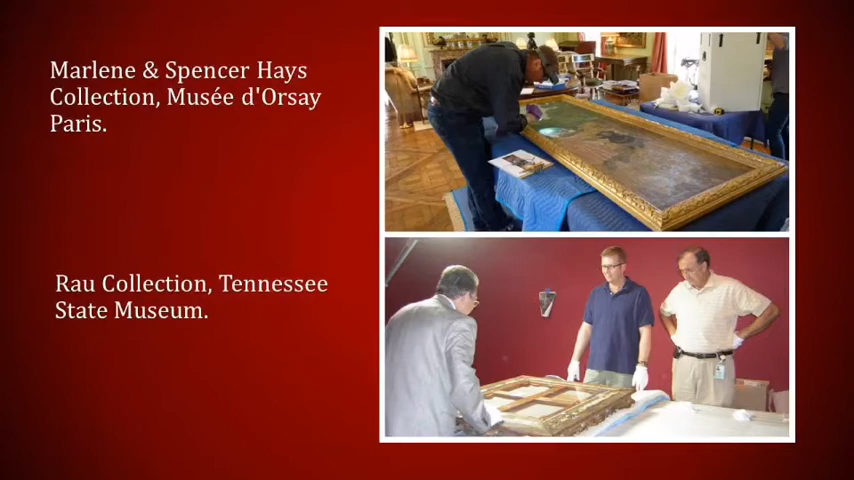 Marlene & Spencer Hays
Collection, Musée d'Orsay
Paris.
Rau Collection, Tennessee
State Museum.